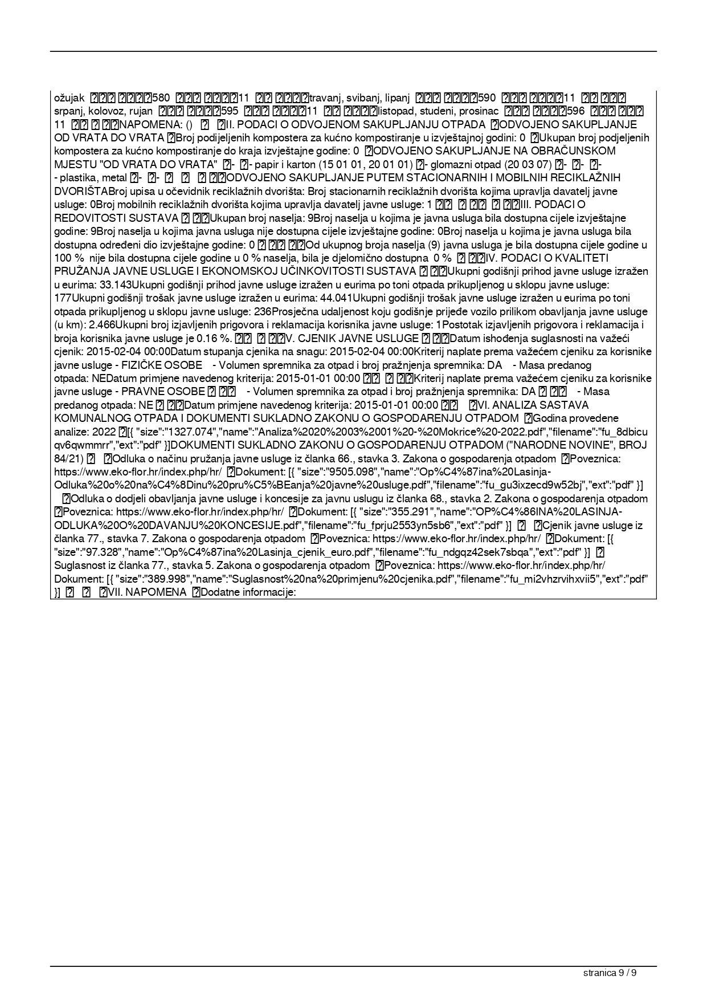 ožujak 580 11 travanj, svibanj, lipanj 590 11
srpanj, kolovoz, rujan 595 11 listopad, studeni, prosinac 596
11 NAPOMENA: () II. PODACI O ODVOJENOM SAKUPLJANJU OTPADA ODVOJENO SAKUPLJANJE
OD VRATA DO VRATA Broj podijeljenih kompostera za kućno kompostiranje u izvještajnoj godini: 0 Ukupan broj podjeljenih
kompostera za kućno kompostiranje do kraja izvještajne godine: 0 ODVOJENO SAKUPLJANJE NA OBRAČUNSKOM
MJESTU "OD VRATA DO VRATA" - - papir i karton (15 01 01, 20 01 01) - glomazni otpad (20 03 07) - - -
- plastika, metal - - ODVOJENO SAKUPLJANJE PUTEM STACIONARNIH I MOBILNIH RECIKLAŽNIH
DVORIŠTABroj upisa u očevidnik reciklažnih dvorišta: Broj stacionarnih reciklažnih dvorišta kojima upravlja davatelj javne
usluge: 0Broj mobilnih reciklažnih dvorišta kojima upravlja davatelj javne usluge: 1 III. PODACI O
REDOVITOSTI SUSTAVA Ukupan broj naselja: 9Broj naselja u kojima je javna usluga bila dostupna cijele izvještajne
godine: 9Broj naselja u kojima javna usluga nije dostupna cijele izvještajne godine: 0Broj naselja u kojima je javna usluga bila
dostupna određeni dio izvještajne godine: 0 Od ukupnog broja naselja (9) javna usluga je bila dostupna cijele godine u
100 % nije bila dostupna cijele godine u 0 % naselja, bila je djelomično dostupna 0 % IV. PODACI O KVALITETI
PRUŽANJA JAVNE USLUGE I EKONOMSKOJ UČINKOVITOSTI SUSTAVA Ukupni godišnji prihod javne usluge izražen
u eurima: 33.143Ukupni godišnji prihod javne usluge izražen u eurima po toni otpada prikupljenog u sklopu javne usluge:
177Ukupni godišnji trošak javne usluge izražen u eurima: 44.041Ukupni godišnji trošak javne usluge izražen u eurima po toni
otpada prikupljenog u sklopu javne usluge: 236Prosječna udaljenost koju godišnje prijeđe vozilo prilikom obavljanja javne usluge
(u km): 2.466Ukupni broj izjavljenih prigovora i reklamacija korisnika javne usluge: 1Postotak izjavljenih prigovora i reklamacija i
broja korisnika javne usluge je 0.16 %. V. CJENIK JAVNE USLUGE Datum ishođenja suglasnosti na važeći
cjenik: 2015-02-04 00:00Datum stupanja cjenika na snagu: 2015-02-04 00:00Kriterij naplate prema važećem cjeniku za korisnike
javne usluge - FIZIČKE OSOBE - Volumen spremnika za otpad i broj pražnjenja spremnika: DA - Masa predanog
otpada: NEDatum primjene navedenog kriterija: 2015-01-01 00:00 Kriterij naplate prema važećem cjeniku za korisnike
javne usluge - PRAVNE OSOBE - Volumen spremnika za otpad i broj pražnjenja spremnika: DA - Masa
predanog otpada: NE Datum primjene navedenog kriterija: 2015-01-01 00:00 VI. ANALIZA SASTAVA
KOMUNALNOG OTPADA I DOKUMENTI SUKLADNO ZAKONU O GOSPODARENJU OTPADOM Godina provedene
analize: 2022 [{ "size":"1327.074","name":"Analiza%2020%2003%2001%20-%20Mokrice%20-2022.pdf","filename":"fu_8dbicu
qv6qwmmrr","ext":"pdf" }]DOKUMENTI SUKLADNO ZAKONU O GOSPODARENJU OTPADOM ("NARODNE NOVINE", BROJ
84/21) Odluka o načinu pružanja javne usluge iz članka 66., stavka 3. Zakona o gospodarenja otpadom Poveznica:
https://www.eko-flor.hr/index.php/hr/ Dokument: [{ "size":"9505.098","name":"Op%C4%87ina%20Lasinja-
Odluka%20o%20na%C4%8Dinu%20pru%C5%BEanja%20javne%20usluge.pdf","filename":"fu_gu3ixzecd9w52bj","ext":"pdf" }]
Odluka o dodjeli obavljanja javne usluge i koncesije za javnu uslugu iz članka 68., stavka 2. Zakona o gospodarenja otpadom
Poveznica: https://www.eko-flor.hr/index.php/hr/ Dokument: [{ "size":"355.291","name":"OP%C4%86INA%20LASINJA-
ODLUKA%20O%20DAVANJU%20KONCESIJE.pdf","filename":"fu_fprju2553yn5sb6","ext":"pdf" }] Cjenik javne usluge iz
članka 77., stavka 7. Zakona o gospodarenja otpadom Poveznica: https://www.eko-flor.hr/index.php/hr/ Dokument: [{
"size":"97.328","name":"Op%C4%87ina%20Lasinja_cjenik_euro.pdf","filename":"fu_ndgqz42sek7sbqa","ext":"pdf" }]
Suglasnost iz članka 77., stavka 5. Zakona o gospodarenja otpadom Poveznica: https://www.eko-flor.hr/index.php/hr/
Dokument: [{ "size":"389.998","name":"Suglasnost%20na%20primjenu%20cjenika.pdf","filename":"fu_mi2vhzrvihxvii5","ext":"pdf"
}] VII. NAPOMENA Dodatne informacije:
stranica 9 / 9